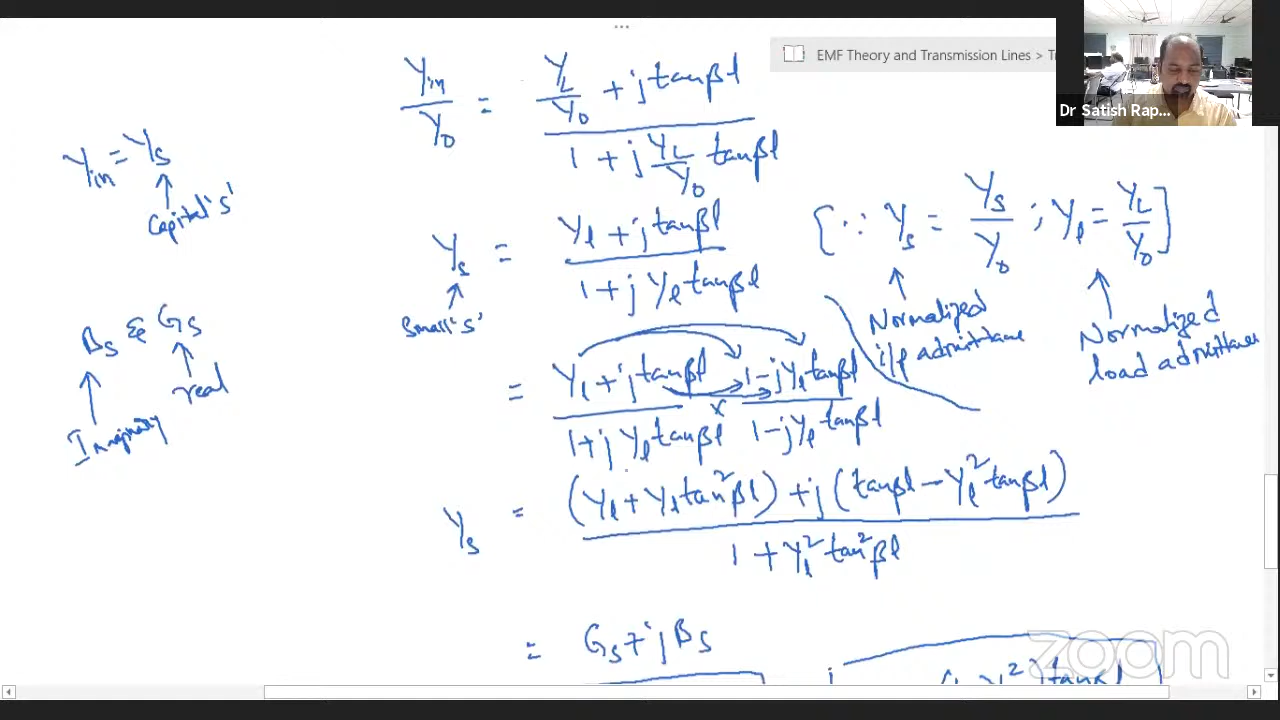 EMF Theory and Transmission Lines > T
Dr Satish Rap...
Yin/Y0 = (YL/Y0 + j tanβl) / (1 + j YL/Y0 tanβl)
Yin = YS
Capital 'S'
ys = (yl + j tanβl) / (1 + j yl tanβl)
Small 's'
[∵ ys = YS/Y0 ; yl = YL/Y0]
Normalized
i/p admittance
Normalized
load admittance
BS & GS
Imaginary
real
= (yl + j tanβl) / (1 + j yl tanβl) × (1 - j yl tanβl) / (1 - j yl tanβl)
ys = ((yl + yl tan²βl) + j (tanβl - yl² tanβl)) / (1 + yl² tan²βl)
= GS + j BS
zoom